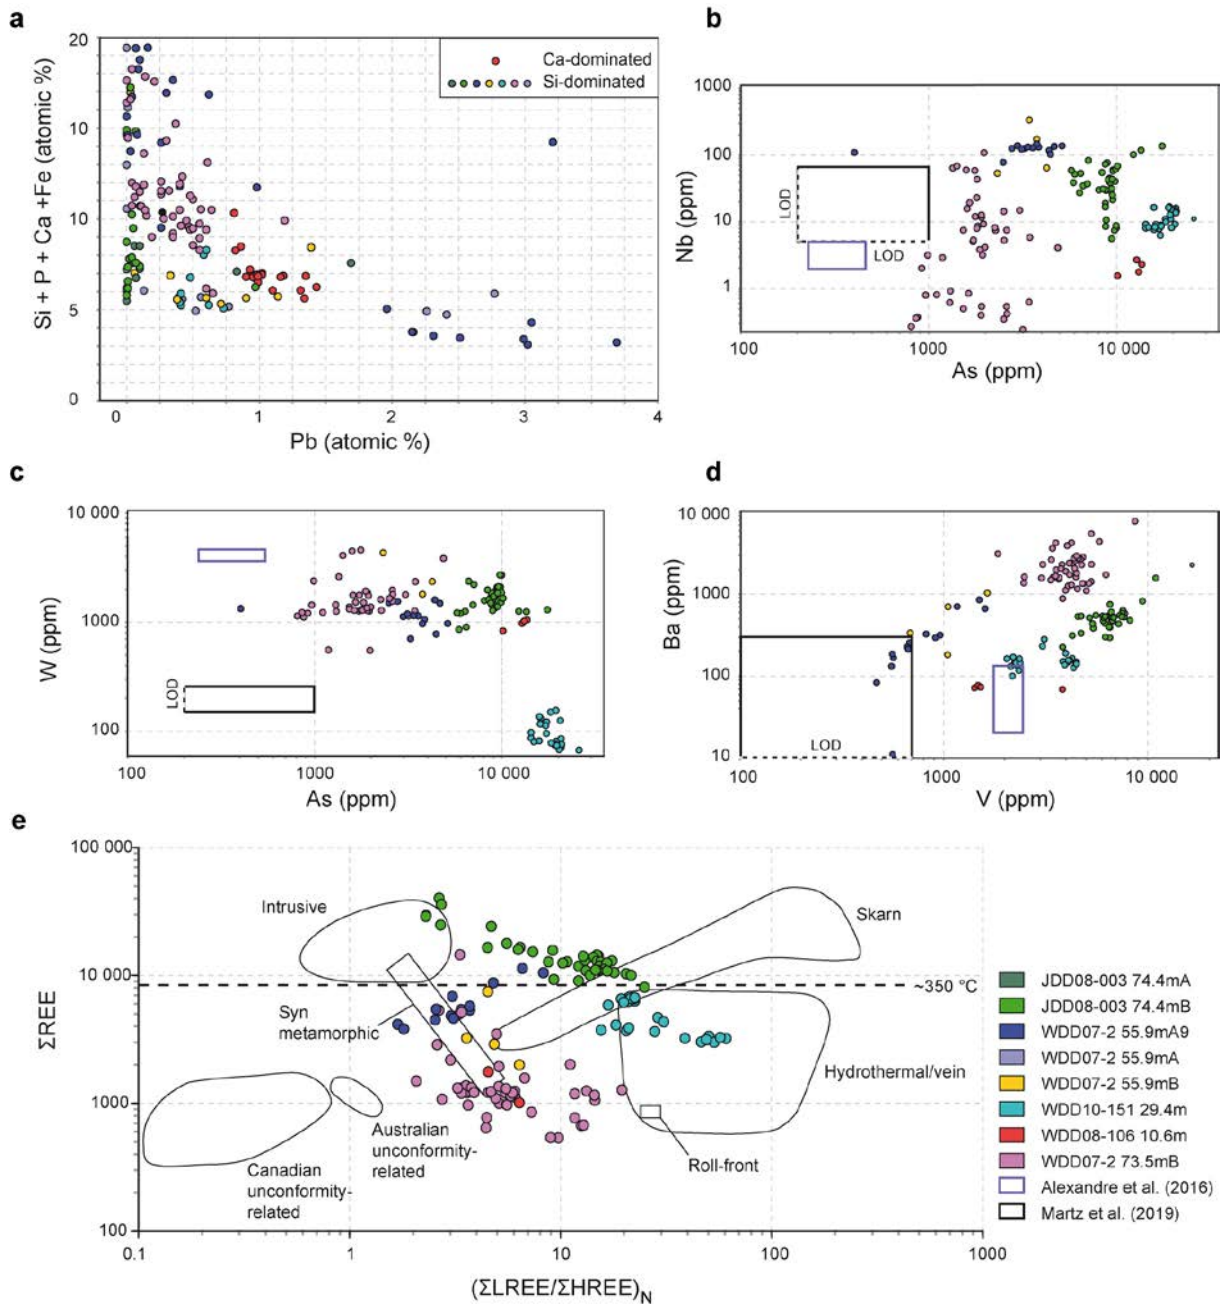 a
Si + P + Ca +Fe (atomic %)
20
10
10
5
0
0
1
2
3
4
Pb (atomic %)
Ca-dominated
Si-dominated
b
Nb (ppm)
1000
100
10
1
100
1000
10 000
As (ppm)
LOD
LOD
c
W (ppm)
10 000
1000
100
100
1000
10 000
As (ppm)
LOD
d
Ba (ppm)
10 000
1000
100
10
100
1000
10 000
V (ppm)
LOD
e
ΣREE
100 000
10 000
1000
100
0.1
1
10
100
1000
(ΣLREE/ΣHREE)N
Intrusive
Skarn
~350 °C
Syn
metamorphic
Hydrothermal/vein
Australian
unconformity-
related
Roll-front
Canadian
unconformity-
related
JDD08-003 74.4mA
JDD08-003 74.4mB
WDD07-2 55.9mA9
WDD07-2 55.9mA
WDD07-2 55.9mB
WDD10-151 29.4m
WDD08-106 10.6m
WDD07-2 73.5mB
Alexandre et al. (2016)
Martz et al. (2019)